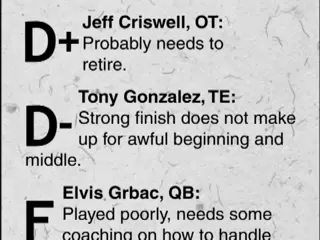 D+ Jeff Criswell, OT:
Probably needs to
retire.
D- Tony Gonzalez, TE:
Strong finish does not make
up for awful beginning and
middle.
F Elvis Grbac, QB:
Played poorly, needs some
coaching on how to handle